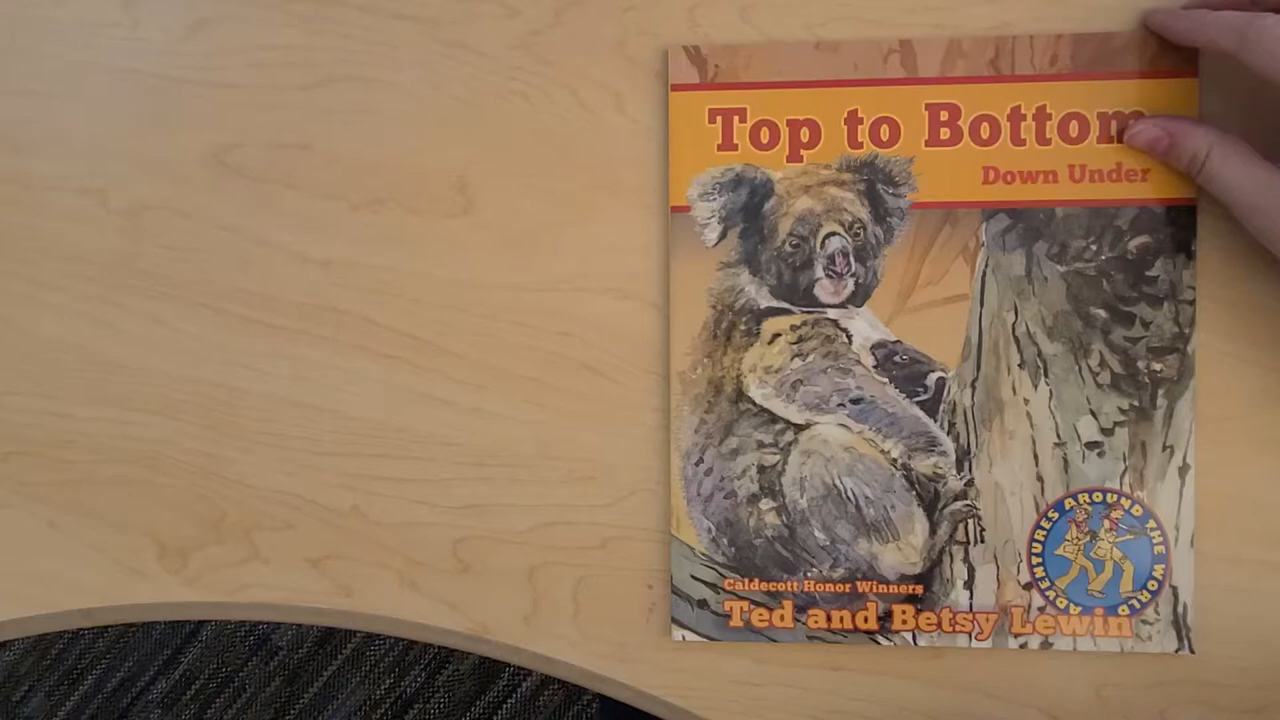 Top to Bottom
Down Under
ADVENTURES AROUND THE WORLD
Caldecott Honor Winners
Ted and Betsy Lewin